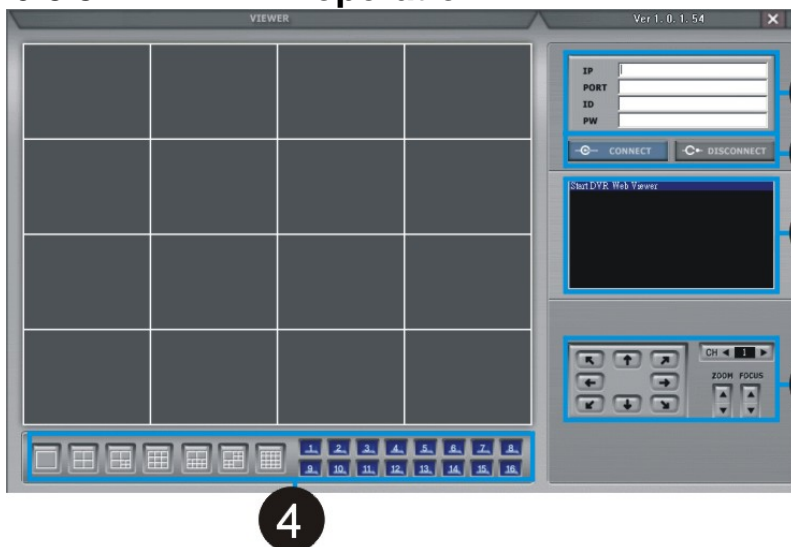 VIEWER
Ver 1. 0. 1. 54
X
IP
PORT
ID
PW
CONNECT
DISCONNECT
Start DVR Web Viewer
CH 1
ZOOM FOCUS
1 2 3 4 5 6 7 8
9 10 11 12 13 14 15 16
4